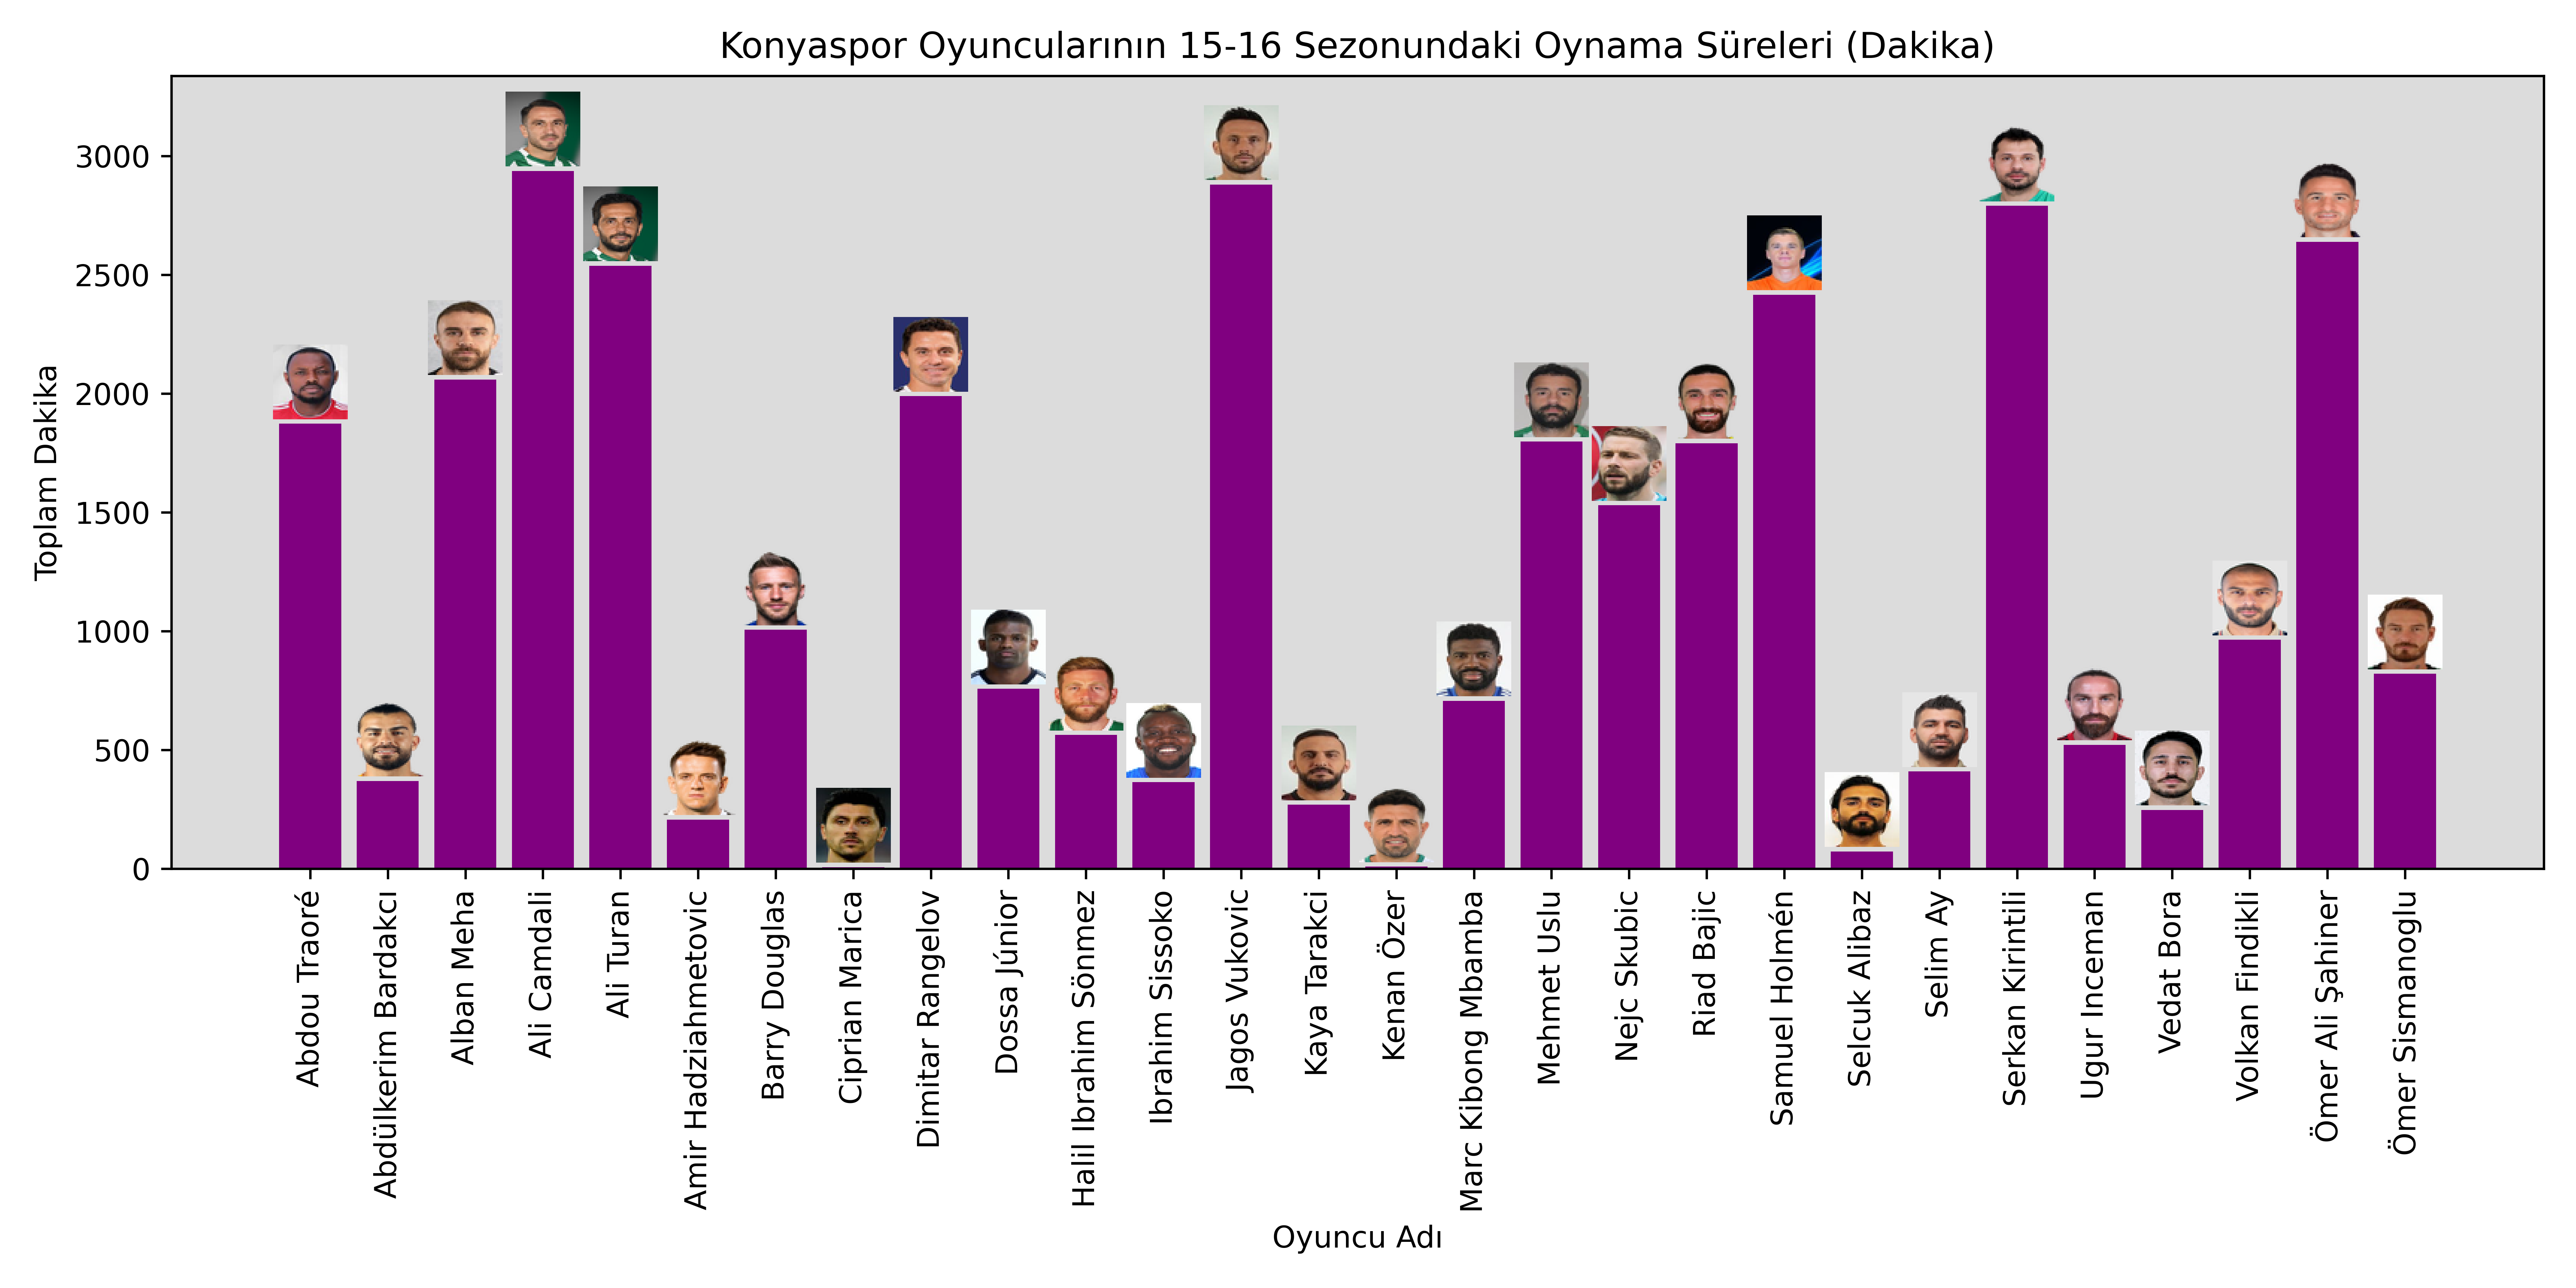 Konyaspor Oyuncularının 15-16 Sezonundaki Oynama Süreleri (Dakika)
Toplam Dakika
3000
2500
2000
1500
1000
500
0
Abdou Traoré
Abdülkerim Bardakcı
Alban Meha
Ali Camdali
Ali Turan
Amir Hadziahmetovic
Barry Douglas
Ciprian Marica
Dimitar Rangelov
Dossa Júnior
Halil Ibrahim Sönmez
Ibrahim Sissoko
Jagos Vukovic
Kaya Tarakci
Kenan Özer
Marc Kibong Mbamba
Mehmet Uslu
Nejc Skubic
Riad Bajic
Samuel Holmén
Selcuk Alibaz
Selim Ay
Serkan Kirintili
Ugur Inceman
Vedat Bora
Volkan Findikli
Ömer Ali Şahiner
Ömer Sismanoglu
Oyuncu Adı